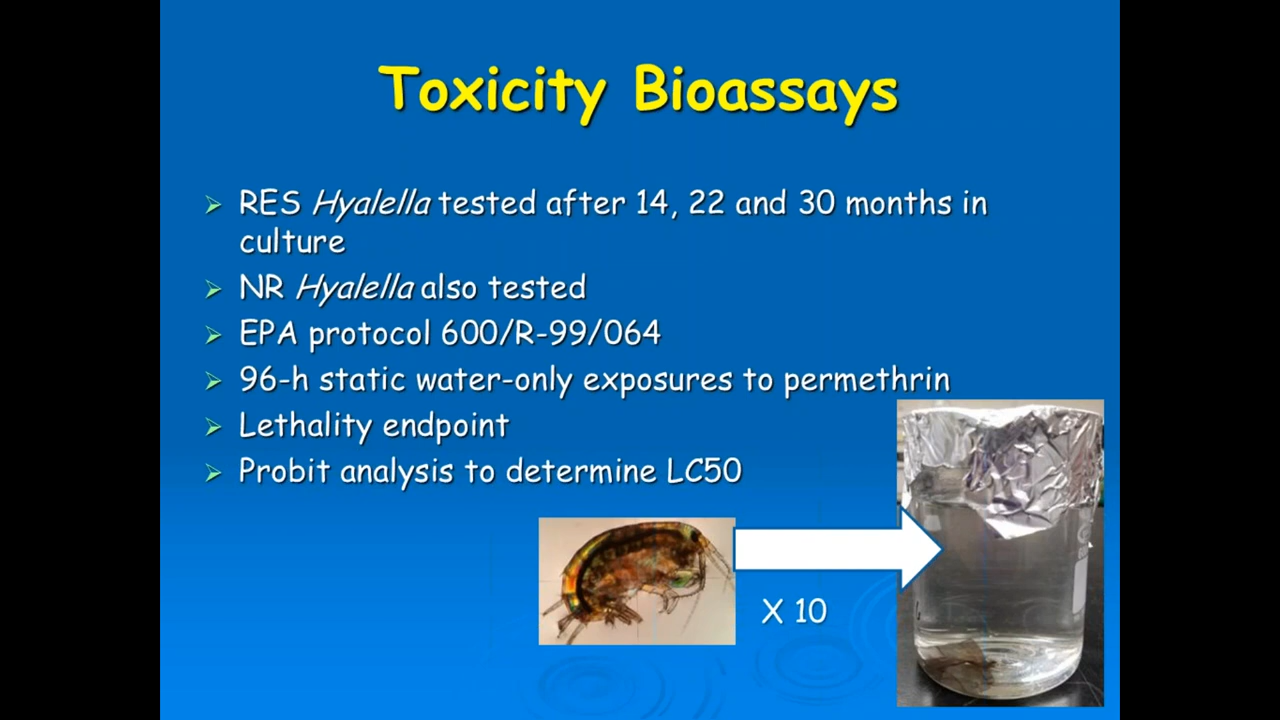 Toxicity Bioassays
RES Hyalella tested after 14, 22 and 30 months in
culture
NR Hyalella also tested
EPA protocol 600/R-99/064
96-h static water-only exposures to permethrin
Lethality endpoint
Probit analysis to determine LC50
X 10